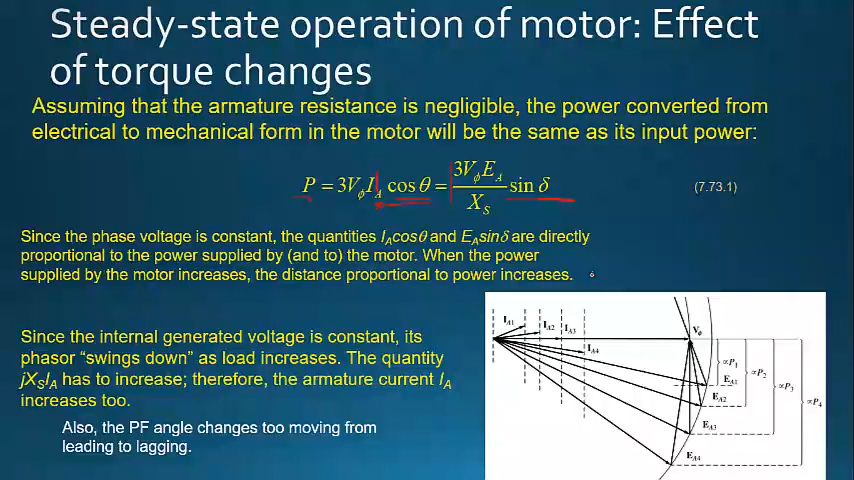 Steady-state operation of motor: Effect
of torque changes
Assuming that the armature resistance is negligible, the power converted from
electrical to mechanical form in the motor will be the same as its input power:
P = 3VϕIA cos θ = 3VϕEA / XS sin δ
(7.73.1)
Since the phase voltage is constant, the quantities IAcosθ and EAsinδ are directly
proportional to the power supplied by (and to) the motor. When the power
supplied by the motor increases, the distance proportional to power increases.
Since the internal generated voltage is constant, its
phasor “swings down” as load increases. The quantity
jXSIA has to increase; therefore, the armature current IA
increases too.
Also, the PF angle changes too moving from
leading to lagging.
IA1
IA2
IA3
IA4
Vϕ
EA1
EA2
EA3
EA4
∝P1
∝P2
∝P3
∝P4